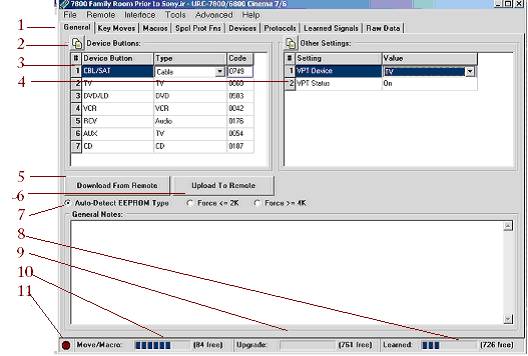 7800 Family Room Prior To Sony.ir - URC-7800/6800 Cinema 7/6
File Remote Interface Tools Advanced Help
1
General Key Moves Macros Spcl Prot Fns Devices Protocols Learned Signals Raw Data
2 Device Buttons: Other Settings:
3 # Device Button Type Code # Setting Value
4 1 CBL/SAT Cable 0749 1 VPT Device TV
2 TV TV 0060 2 VPT Status On
3 DVD/LD DVD 0503
4 VCR VCR 0042
5 RCV Audio 0176
6 AUX TV 0054
7 CD CD 0187
5
6
Download From Remote Upload To Remote
7 Auto-Detect EEPROM Type Force <= 2K Force >= 4K
General Notes:
8
9
10
11
Move/Macro: (84 free) Upgrade: (761 free) Learned: (726 free)